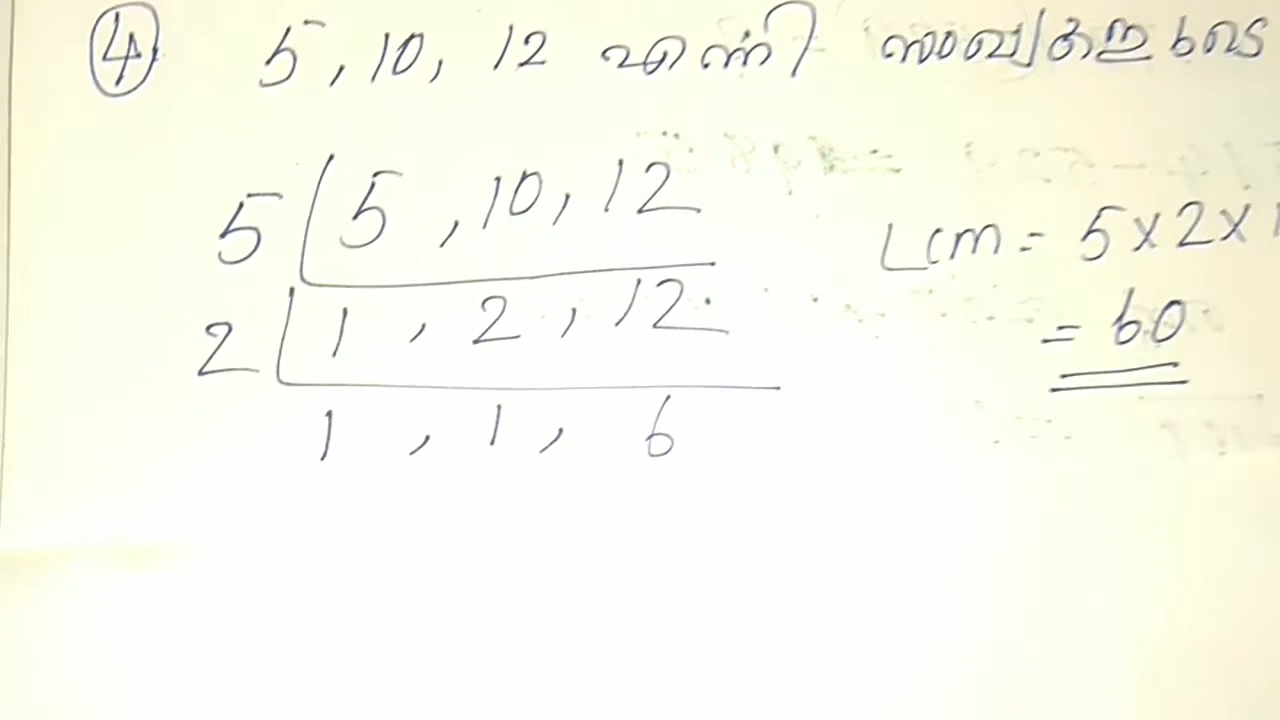 ④ 5, 10, 12 എന്നീ സംഖ്യകളുടെ
5 5, 10, 12
LCM = 5 x 2 x
2 1, 2, 12
= 60
1, 1, 6